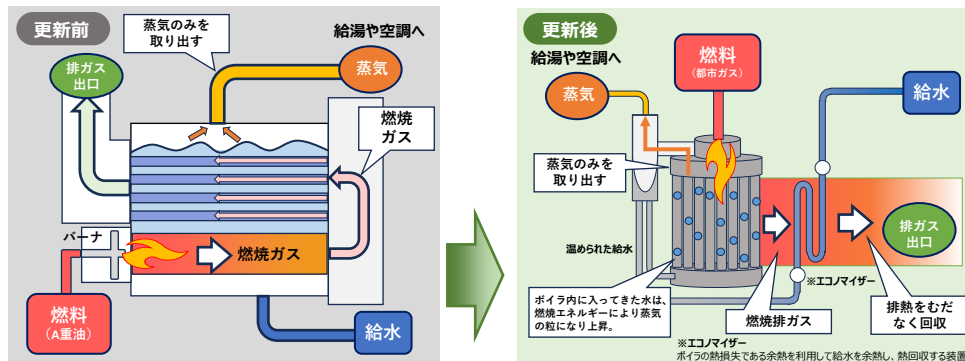 更新前
蒸気のみを
取り出す
給湯や空調へ
蒸気
排ガス
出口
燃焼
ガス
バーナ
燃焼ガス
燃料
（A重油）
給水
更新後
給湯や空調へ
燃料
（都市ガス）
給水
蒸気
蒸気のみを
取り出す
排ガス
出口
温められた給水
※エコノマイザー
ボイラ内に入ってきた水は、
燃焼エネルギーにより蒸気
の粒になり上昇。
燃焼排ガス
排熱をむだ
なく回収
※エコノマイザー
ボイラの熱損失である余熱を利用して給水を余熱し、熱回収する装置